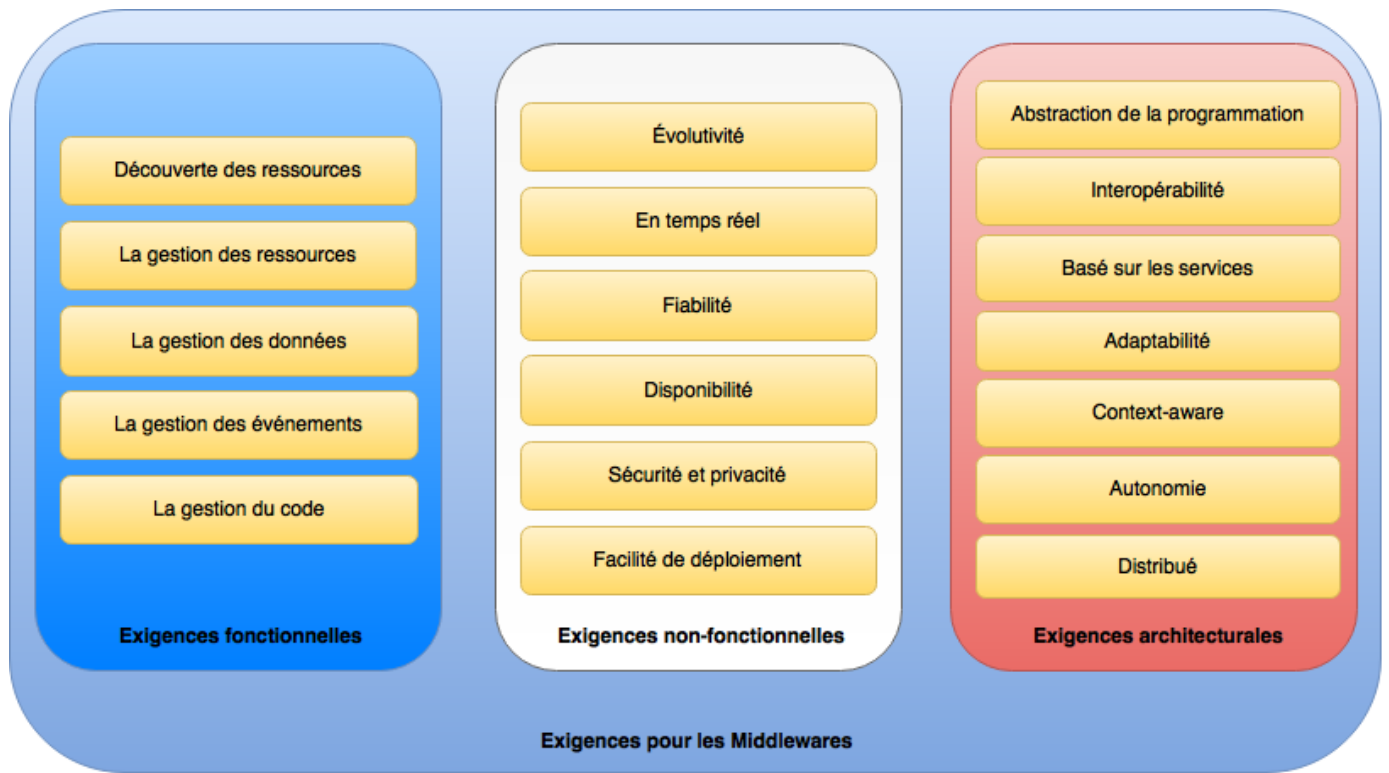 Découverte des ressources
La gestion des ressources
La gestion des données
La gestion des événements
La gestion du code
Exigences fonctionnelles
Évolutivité
En temps réel
Fiabilité
Disponibilité
Sécurité et privacité
Facilité de déploiement
Exigences non-fonctionnelles
Abstraction de la programmation
Interopérabilité
Basé sur les services
Adaptabilité
Context-aware
Autonomie
Distribué
Exigences architecturales
Exigences pour les Middlewares